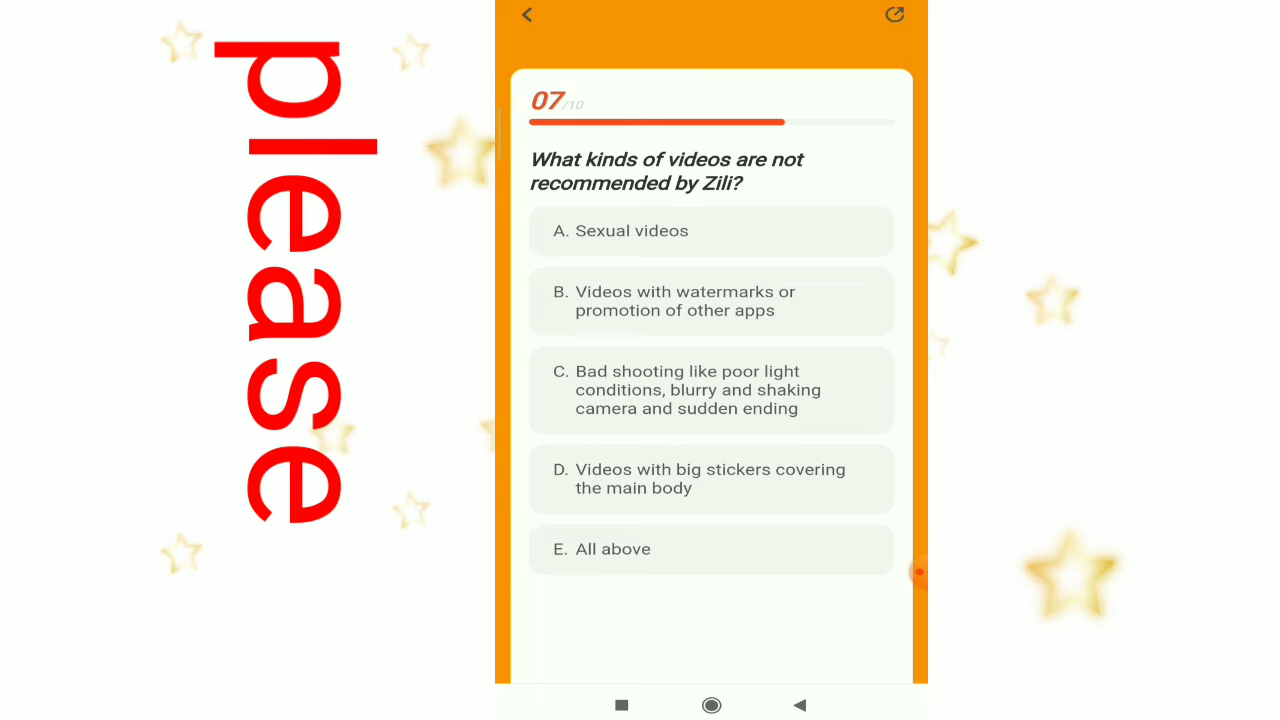 please
07/10
What kinds of videos are not
recommended by Zili?
A. Sexual videos
B. Videos with watermarks or
promotion of other apps
C. Bad shooting like poor light
conditions, blurry and shaking
camera and sudden ending
D. Videos with big stickers covering
the main body
E. All above